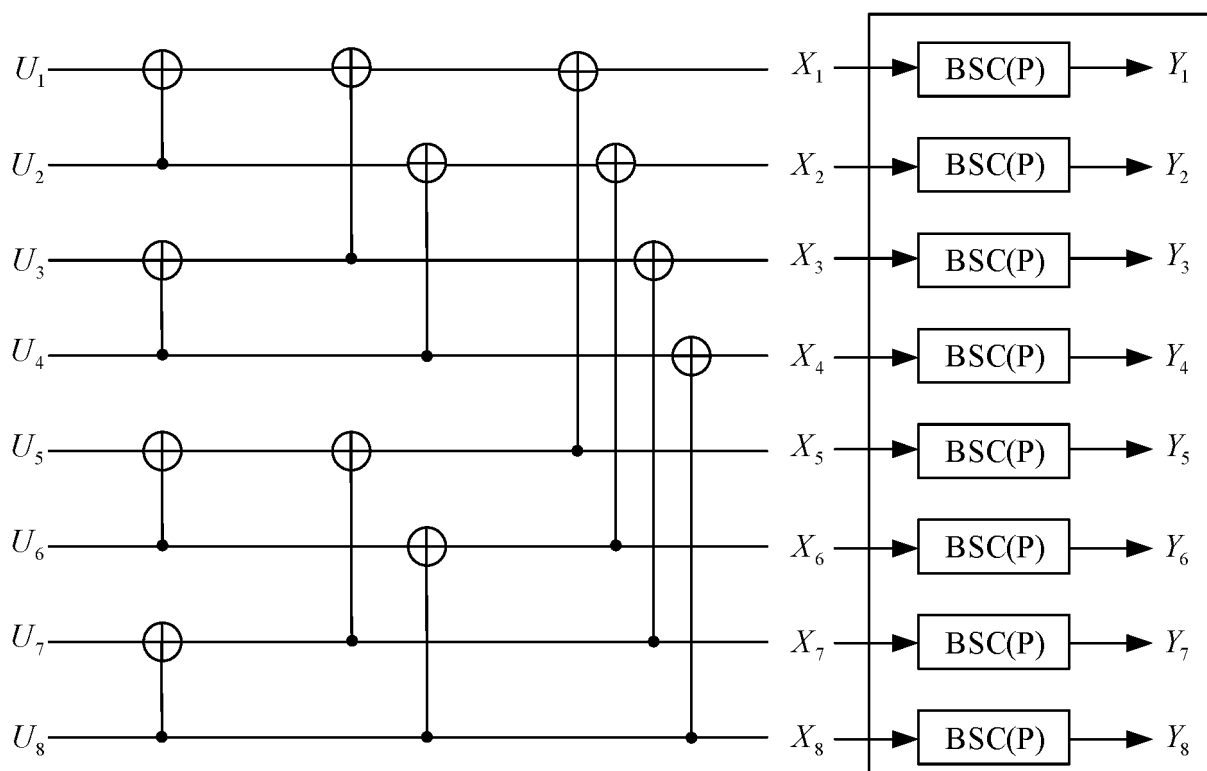 U₁ X₁ BSC(P) Y₁
U₂ X₂ BSC(P) Y₂
U₃ X₃ BSC(P) Y₃
U₄ X₄ BSC(P) Y₄
U₅ X₅ BSC(P) Y₅
U₆ X₆ BSC(P) Y₆
U₇ X₇ BSC(P) Y₇
U₈ X₈ BSC(P) Y₈